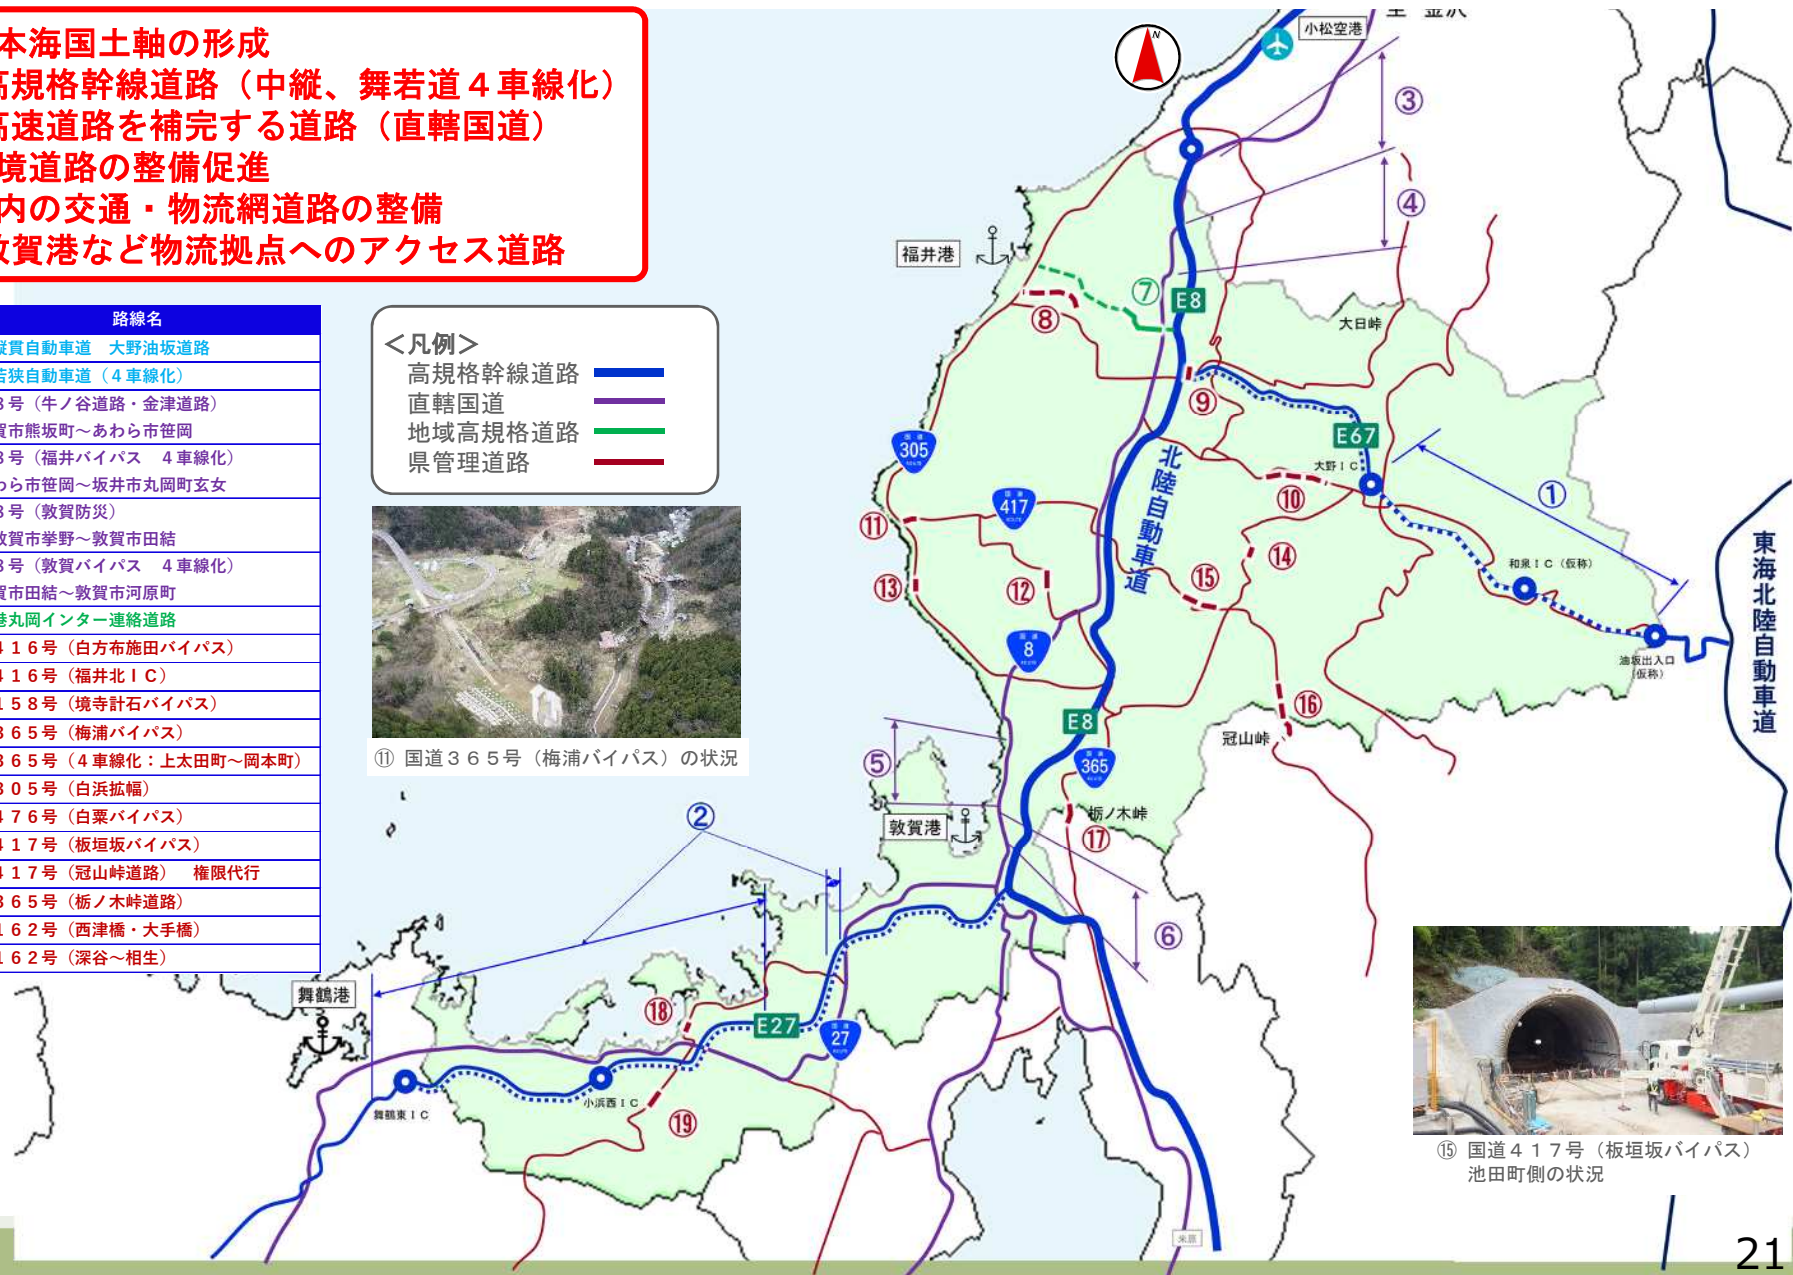 本海国土軸の形成
高規格幹線道路（中縦、舞若道４車線化）
高速道路を補完する道路（直轄国道）
境道路の整備促進
内の交通・物流網道路の整備
敦賀港など物流拠点へのアクセス道路
路線名
縦貫自動車道　大野油坂道路
若狭自動車道（４車線化）
８号（牛ノ谷道路・金津道路）
賀市熊坂町～あわら市笹岡
８号（福井バイパス　４車線化）
わら市笹岡～坂井市丸岡町玄女
８号（敦賀防災）
敦賀市挙野～敦賀市田結
８号（敦賀バイパス　４車線化）
賀市田結～敦賀市河原町
港丸岡インター連絡道路
４１６号（白方布施田バイパス）
４１６号（福井北ＩＣ）
１５８号（境寺計石バイパス）
３６５号（梅浦バイパス）
３６５号（４車線化：上太田町～岡本町）
３０５号（白浜拡幅）
４７６号（白粟バイパス）
４１７号（板垣坂バイパス）
４１７号（冠山峠道路）　権限代行
３６５号（栃ノ木峠道路）
１６２号（西津橋・大手橋）
１６２号（深谷～相生）
＜凡例＞
高規格幹線道路
直轄国道
地域高規格道路
県管理道路
⑪ 国道３６５号（梅浦バイパス）の状況
N
至 金沢
小松空港
③
④
福井港
⑦
E8
⑧
大日峠
⑨
国道
305
ROUTE
E67
大野ＩＣ
北陸自動車道
①
国道
417
ROUTE
⑩
⑪
⑭
東海北陸自動車道
和泉ＩＣ（仮称）
⑬
⑫
⑮
国道
8
ROUTE
油坂出入口
（仮称）
⑯
E8
冠山峠
⑤
国道
365
ROUTE
栃ノ木峠
敦賀港
⑰
②
⑥
舞鶴港
⑱
E27
国道
27
ROUTE
舞鶴東ＩＣ
小浜西ＩＣ
⑲
米原
⑮ 国道４１７号（板垣坂バイパス）
池田町側の状況
21